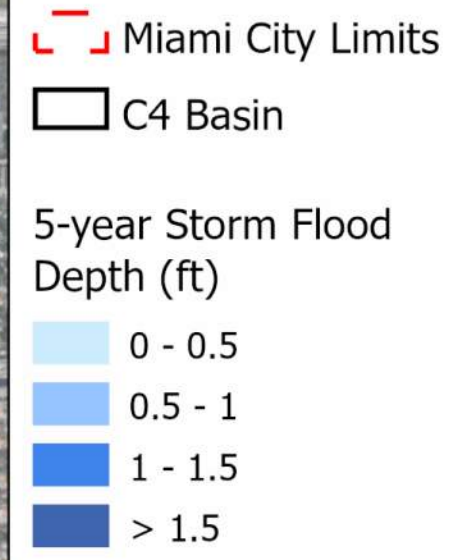 Miami City Limits
C4 Basin
5-year Storm Flood
Depth (ft)
0 - 0.5
0.5 - 1
1 - 1.5
> 1.5